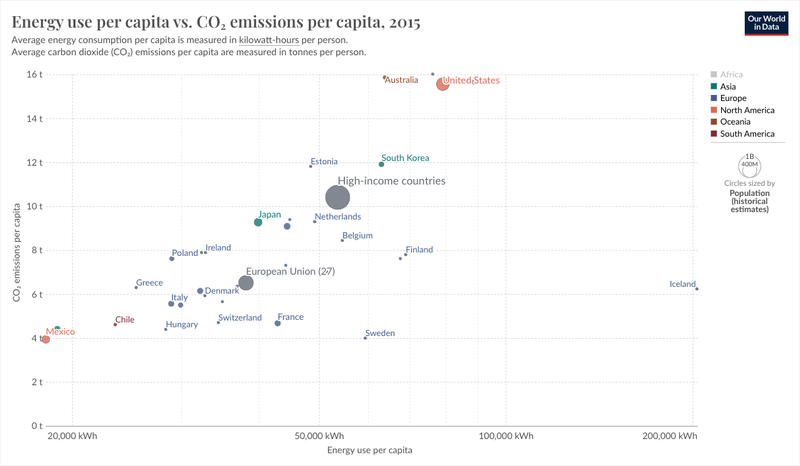 Energy use per capita vs. CO₂ emissions per capita, 2015
Average energy consumption per capita is measured in kilowatt-hours per person.
Average carbon dioxide (CO₂) emissions per capita are measured in tonnes per person.
Our World
in Data
16 t
14 t
12 t
10 t
8 t
6 t
4 t
2 t
0 t
CO₂ emissions per capita
Australia
United States
Estonia
South Korea
High-income countries
Japan
Netherlands
Belgium
Poland
Ireland
Finland
European Union (27)
Greece
Iceland
Denmark
Italy
Chile
Hungary
Switzerland
France
Mexico
Sweden
20,000 kWh
50,000 kWh
100,000 kWh
200,000 kWh
Energy use per capita
Africa
Asia
Europe
North America
Oceania
South America
1B
400M
Circles sized by
Population
(historical
estimates)